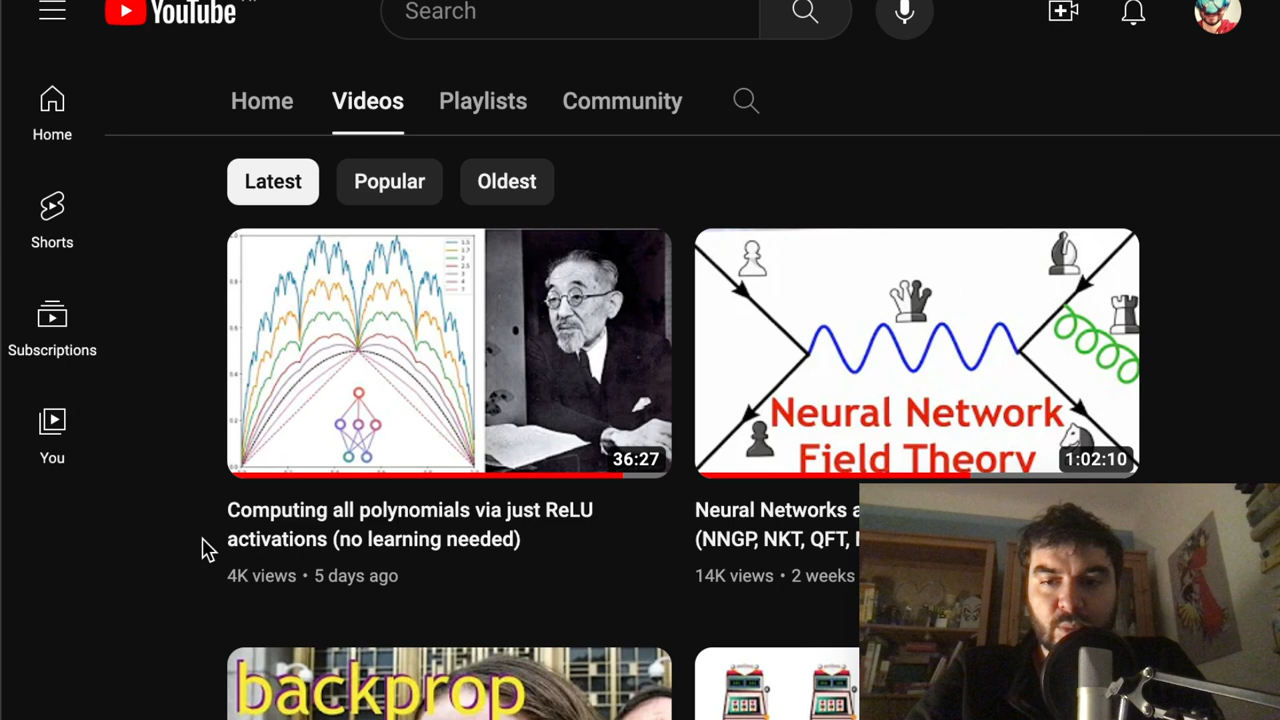 YouTube
Search
Home
Videos
Playlists
Community
Home
Shorts
Subscriptions
You
Latest
Popular
Oldest
36:27
Neural Network
Field Theory
1:02:10
Computing all polynomials via just ReLU
activations (no learning needed)
4K views • 5 days ago
Neural Networks a
(NNGP, NKT, QFT,
14K views • 2 weeks
backprop